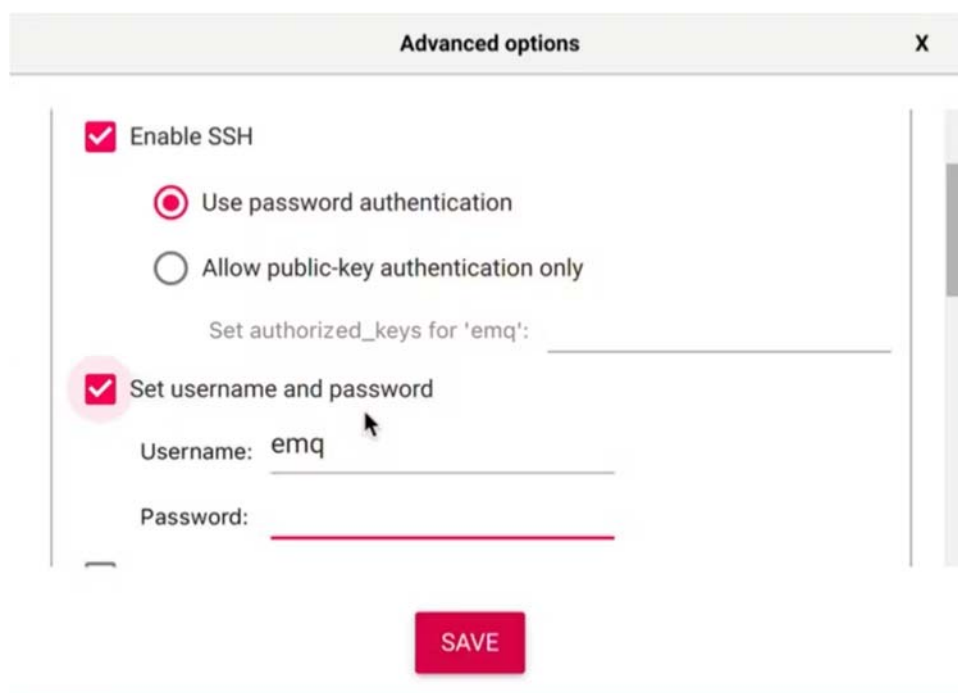 Advanced options
X
Enable SSH
Use password authentication
Allow public-key authentication only
Set authorized_keys for 'emq':
Set username and password
Username: emq
Password:
SAVE